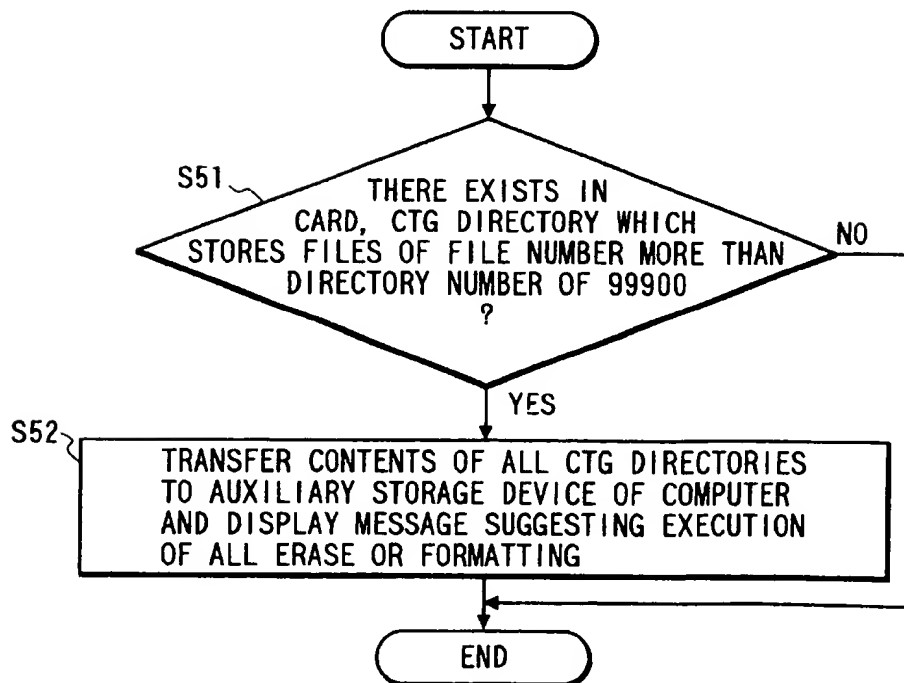 START
S51
THERE EXISTS IN
CARD, CTG DIRECTORY WHICH
STORES FILES OF FILE NUMBER MORE THAN
DIRECTORY NUMBER OF 99900
?
NO
YES
S52
TRANSFER CONTENTS OF ALL CTG DIRECTORIES
TO AUXILIARY STORAGE DEVICE OF COMPUTER
AND DISPLAY MESSAGE SUGGESTING EXECUTION
OF ALL ERASE OR FORMATTING
END